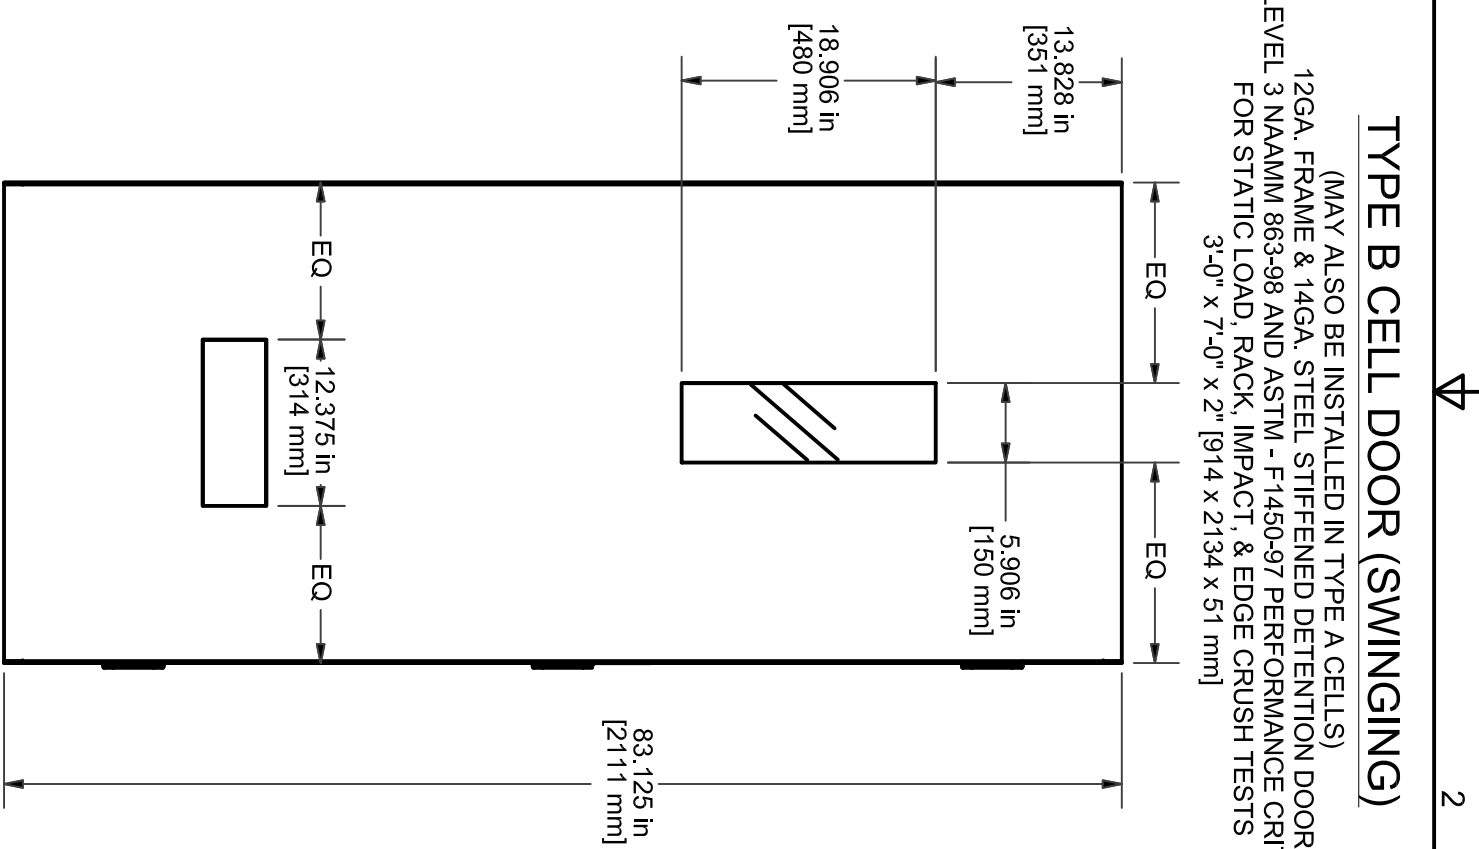 2
TYPE B CELL DOOR (SWINGING)
(MAY ALSO BE INSTALLED IN TYPE A CELLS)
12GA. FRAME & 14GA. STEEL STIFFENED DETENTION DOOR
LEVEL 3 NAAMM 863-98 AND ASTM - F1450-97 PERFORMANCE
FOR STATIC LOAD, RACK, IMPACT, & EDGE CRUSH TESTS
3'-0" x 7'-0" x 2" [914 x 2134 x 51 mm]
EQ
EQ
13.828 in
[351 mm]
5.906 in
[150 mm]
18.906 in
[480 mm]
83.125 in
[2111 mm]
EQ
12.375 in
[314 mm]
EQ